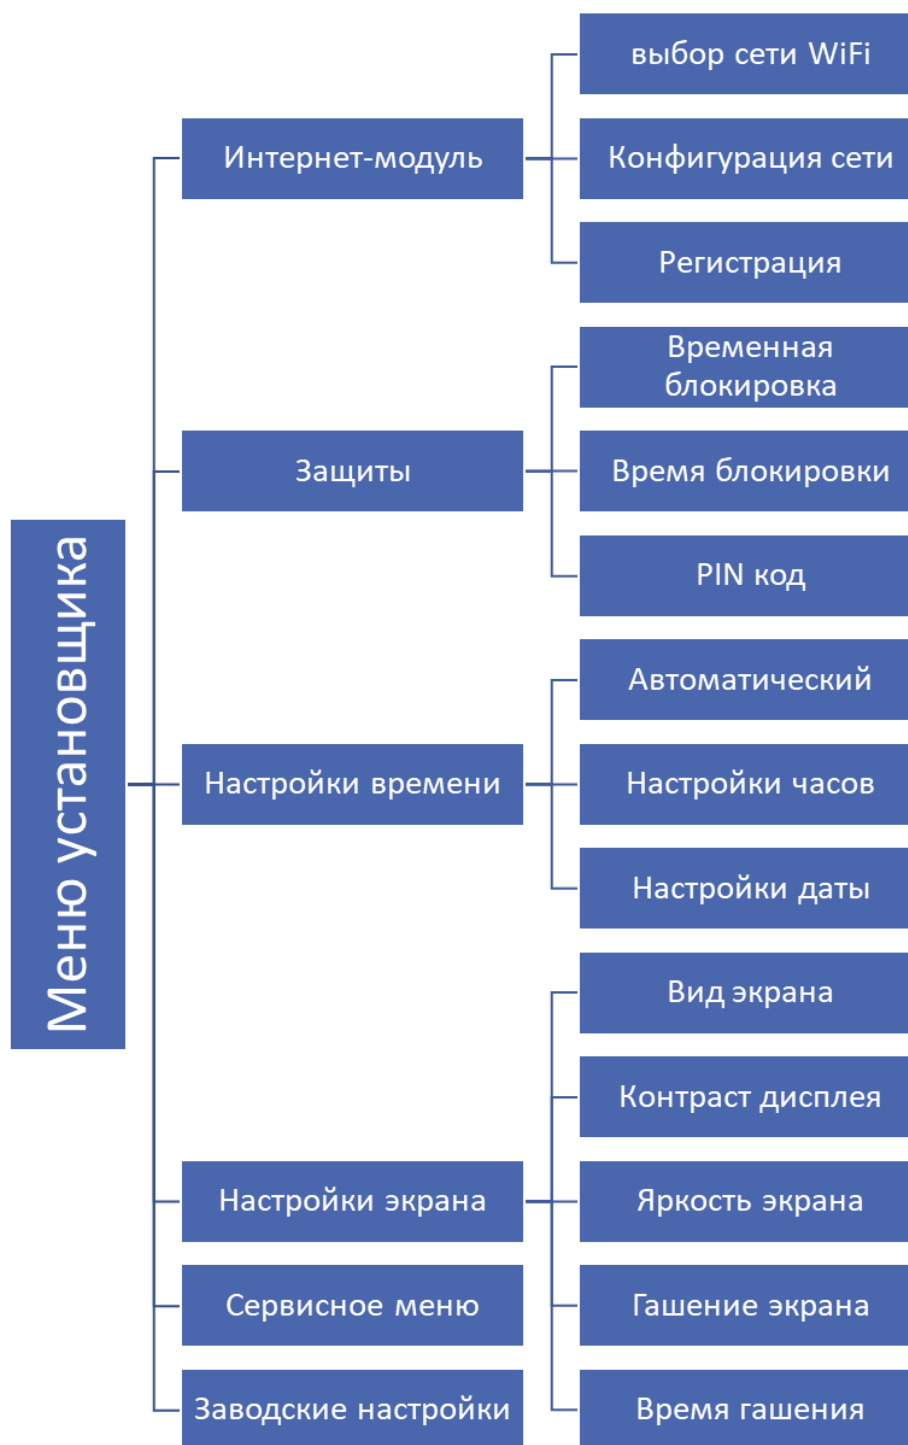 Меню установщика
Интернет-модуль
выбор сети WiFi
Конфигурация сети
Регистрация
Защиты
Временная
блокировка
Время блокировки
PIN код
Настройки времени
Автоматический
Настройки часов
Настройки даты
Настройки экрана
Вид экрана
Контраст дисплея
Яркость экрана
Гашение экрана
Время гашения
Сервисное меню
Заводские настройки